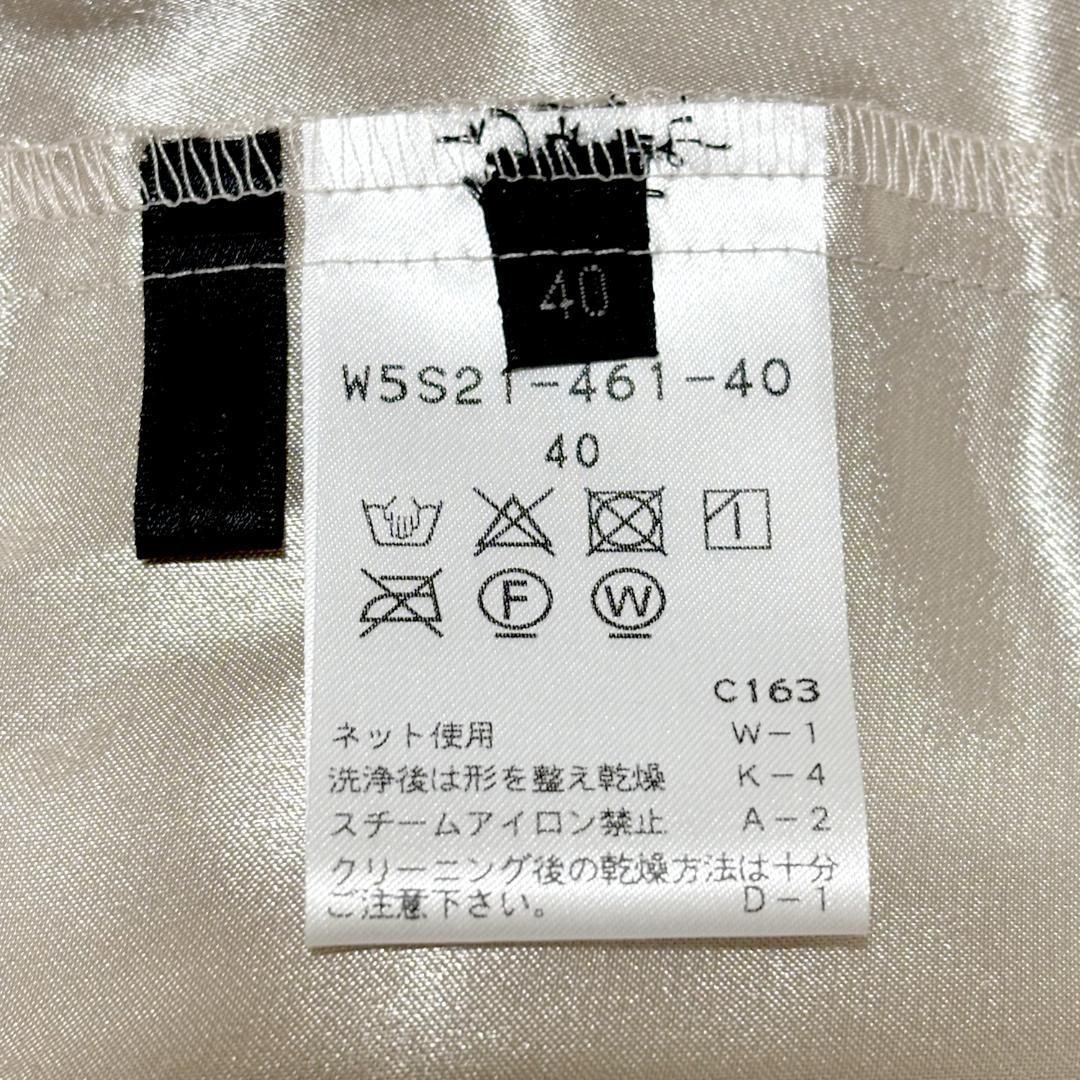 40
W5S21-461-40
40
F W
C163
ネット使用 W-1
洗浄後は形を整え乾燥 K-4
スチームアイロン禁止 A-2
クリーニング後の乾燥方法は十分
ご注意下さい。 D-1